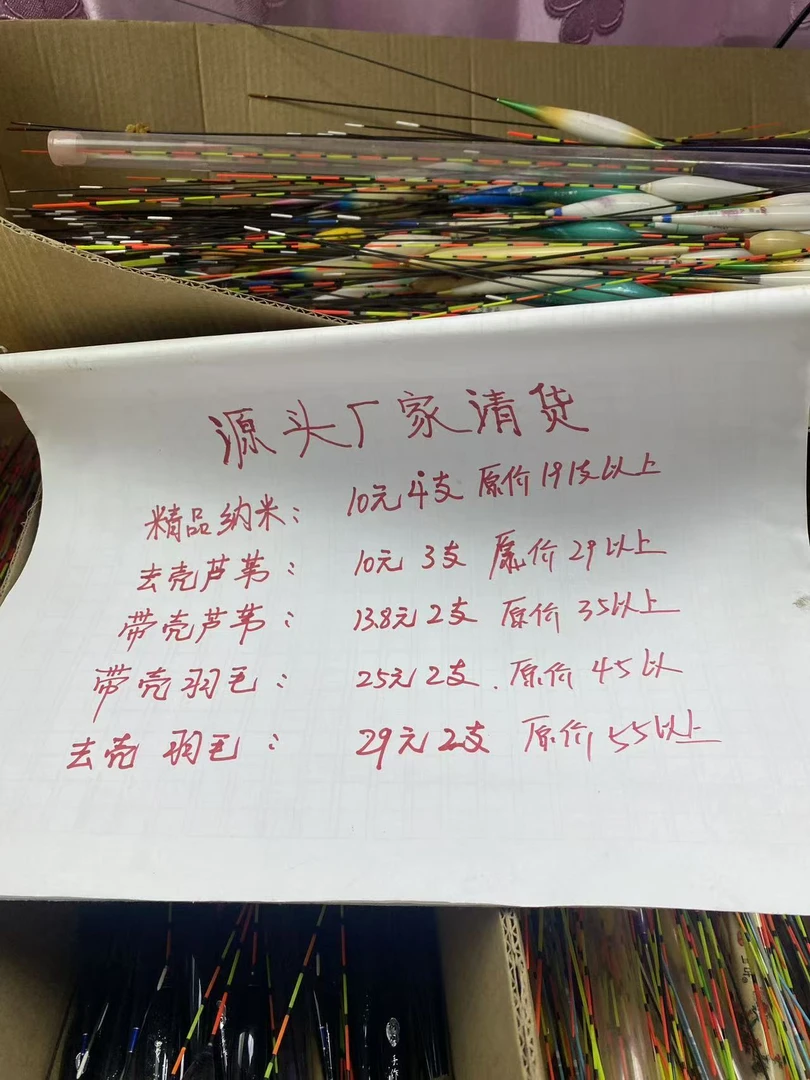 源头厂家清货
精品纳米： 10元4支 原价191支以上
去壳芦苇： 10元 3支 原价29以上
带壳芦苇： 13.8元2支 原价35以上
带壳羽毛： 25元2支. 原价45以
去壳 羽毛： 29元2支 原价55以上